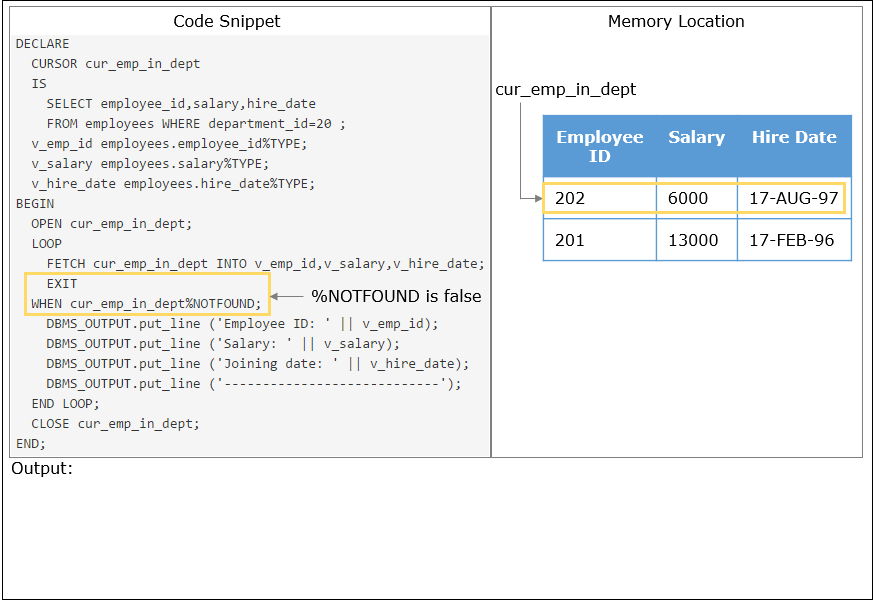 Code Snippet
Memory Location
DECLARE
CURSOR cur_emp_in_dept
IS
SELECT employee_id,salary,hire_date
FROM employees WHERE department_id=20 ;
v_emp_id employees.employee_id%TYPE;
v_salary employees.salary%TYPE;
v_hire_date employees.hire_date%TYPE;
BEGIN
OPEN cur_emp_in_dept;
LOOP
FETCH cur_emp_in_dept INTO v_emp_id,v_salary,v_hire_date;
EXIT
WHEN cur_emp_in_dept%NOTFOUND;
%NOTFOUND is false
DBMS_OUTPUT.put_line ('Employee ID: ' || v_emp_id);
DBMS_OUTPUT.put_line ('Salary: ' || v_salary);
DBMS_OUTPUT.put_line ('Joining date: ' || v_hire_date);
DBMS_OUTPUT.put_line ('----------------------------');
END LOOP;
CLOSE cur_emp_in_dept;
END;
cur_emp_in_dept
Employee ID Salary Hire Date
202 6000 17-AUG-97
201 13000 17-FEB-96
Output: